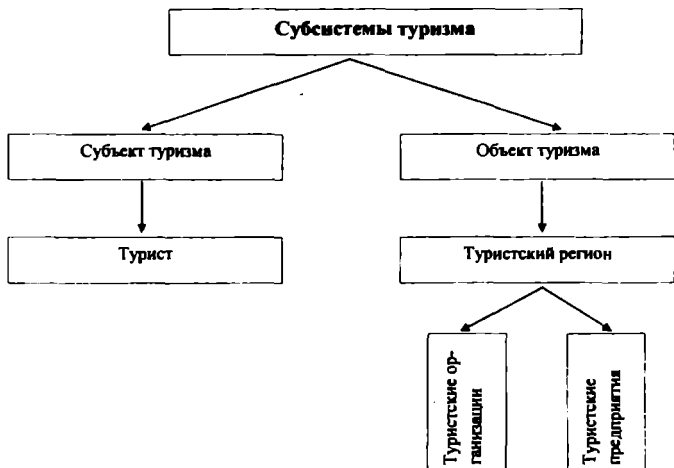 Субсистемы туризма
Субъект туризма
Объект туризма
Турист
Туристский регион
Туристские ор-
ганизации
Туристские
предприятия